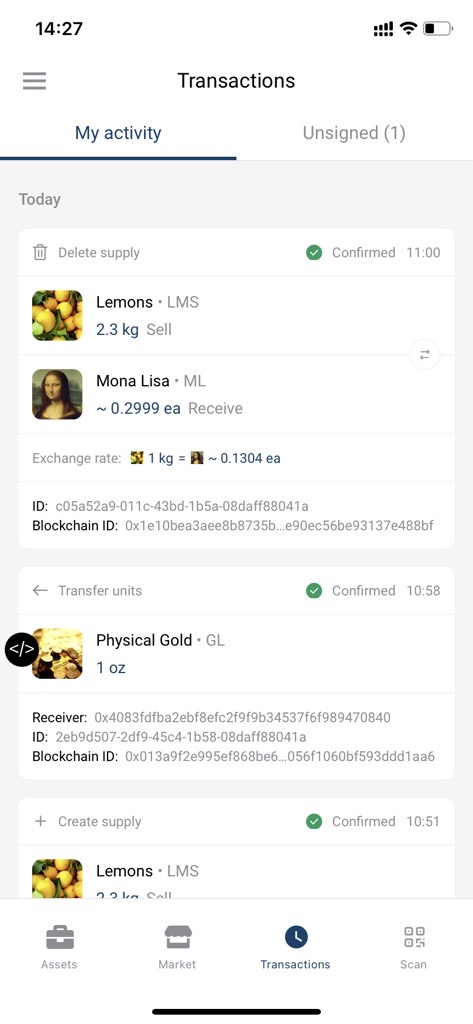 14:27
Transactions
My activity
Unsigned (1)
Today
Delete supply
Confirmed 11:00
Lemons • LMS
2.3 kg Sell
Mona Lisa • ML
~ 0.2999 ea Receive
Exchange rate: 1 kg = ~ 0.1304 ea
ID: c05a52a9-011c-43bd-1b5a-08daff88041a
Blockchain ID: 0x1e10bea3aee8b8735b...e90ec56be93137e488bf
Transfer units
Confirmed 10:58
</>
Physical Gold • GL
1 oz
Receiver: 0x4083fdfba2ebf8efc2f9f9b34537f6f989470840
ID: 2eb9d507-2df9-45c4-1b58-08daff88041a
Blockchain ID: 0x013a9f2e995ef868be6...056f1060bf593ddd1aa6
Create supply
Confirmed 10:51
Lemons • LMS
2.3 kg Sell
Assets
Market
Transactions
Scan